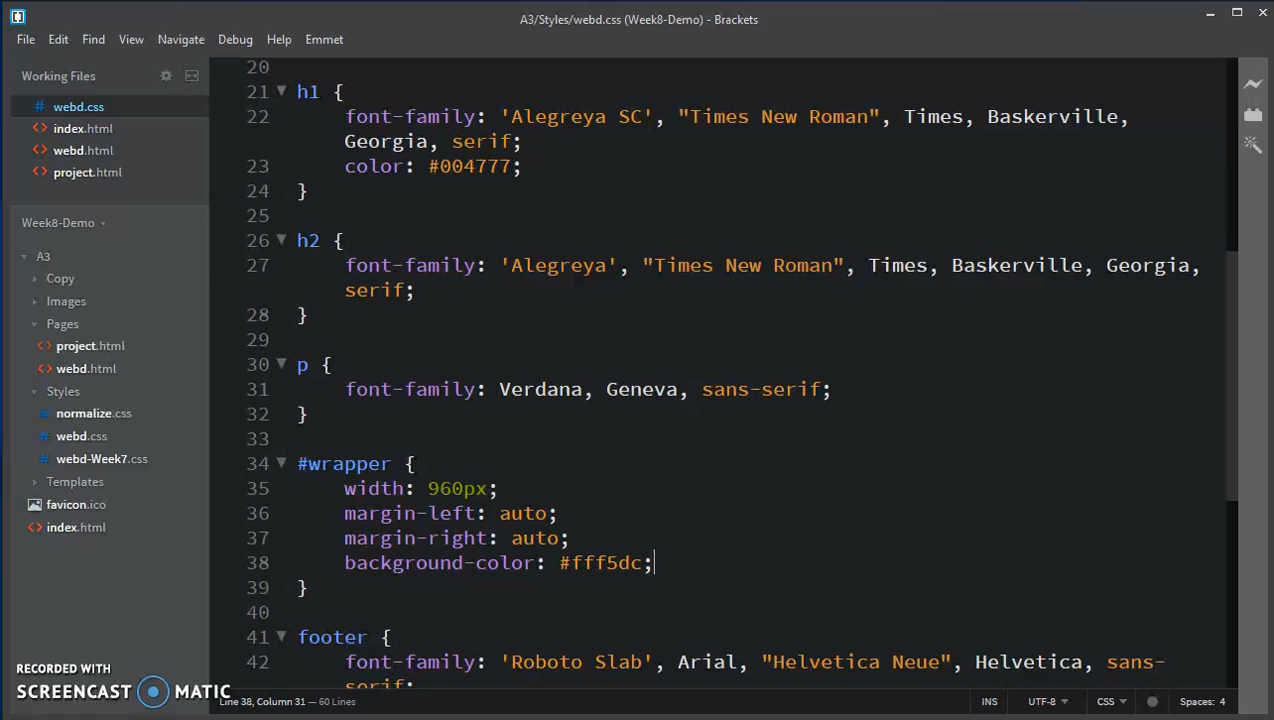 A3/Styles/webd.css (Week8-Demo) - Brackets
File Edit Find View Navigate Debug Help Emmet
Working Files
webd.css
index.html
webd.html
project.html
Week8-Demo
A3
Copy
Images
Pages
project.html
webd.html
Styles
normalize.css
webd.css
webd-Week7.css
Templates
favicon.ico
index.html
RECORDED WITH
SCREENCAST MATIC
20
21 h1 {
22 font-family: 'Alegreya SC', "Times New Roman", Times, Baskerville,
Georgia, serif;
23 color: #004777;
24 }
25
26 h2 {
27 font-family: 'Alegreya', "Times New Roman", Times, Baskerville, Georgia,
serif;
28 }
29
30 p {
31 font-family: Verdana, Geneva, sans-serif;
32 }
33
34 #wrapper {
35 width: 960px;
36 margin-left: auto;
37 margin-right: auto;
38 background-color: #fff5dc;
39 }
40
41 footer {
42 font-family: 'Roboto Slab', Arial, "Helvetica Neue", Helvetica, sans-
serif;
Line 38, Column 31 — 60 Lines
INS UTF-8 CSS Spaces: 4